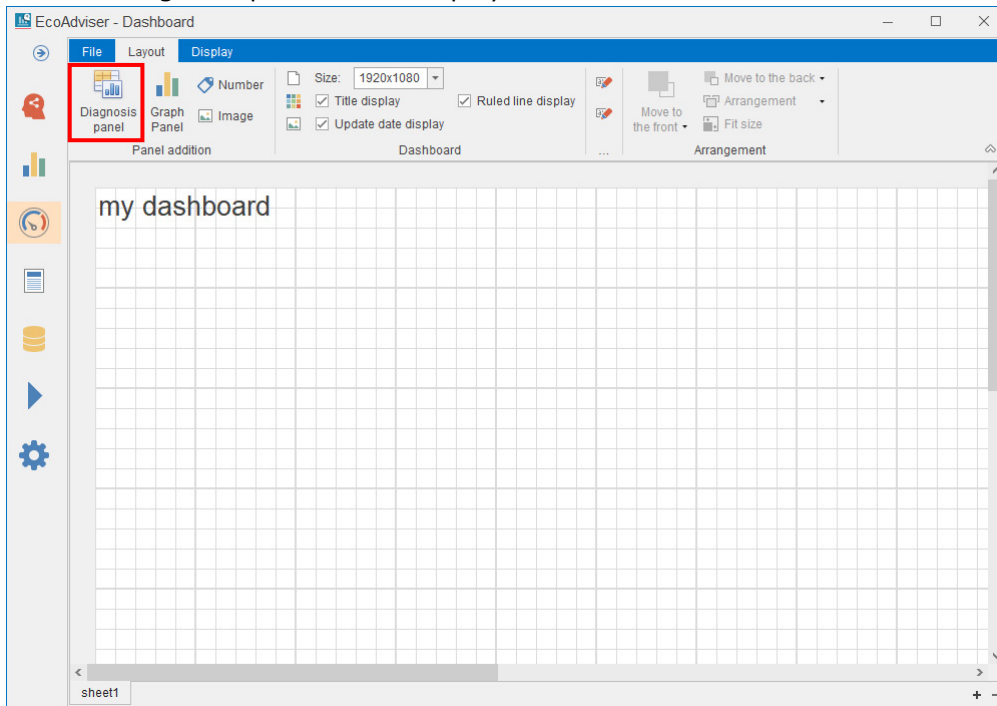 EcoAdviser - Dashboard
File Layout Display
Diagnosis panel
Graph Panel
Number
Image
Panel addition
Size: 1920x1080
Title display
Ruled line display
Update date display
Dashboard
...
Move to the front
Move to the back
Arrangement
Fit size
Arrangement
my dashboard
sheet1